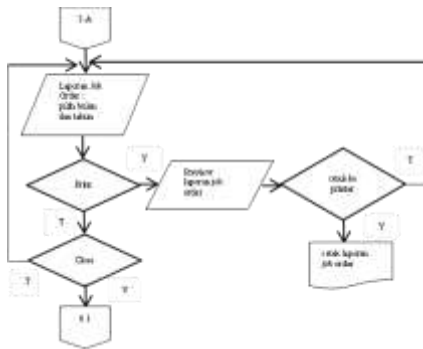 Laporan Job
Order :
pilih bulan
dan tahun
Y
Preview
laporan job
order
T
Print
cetak ke
printer
T
Y
Close
cetak laporan
job order
T
Y